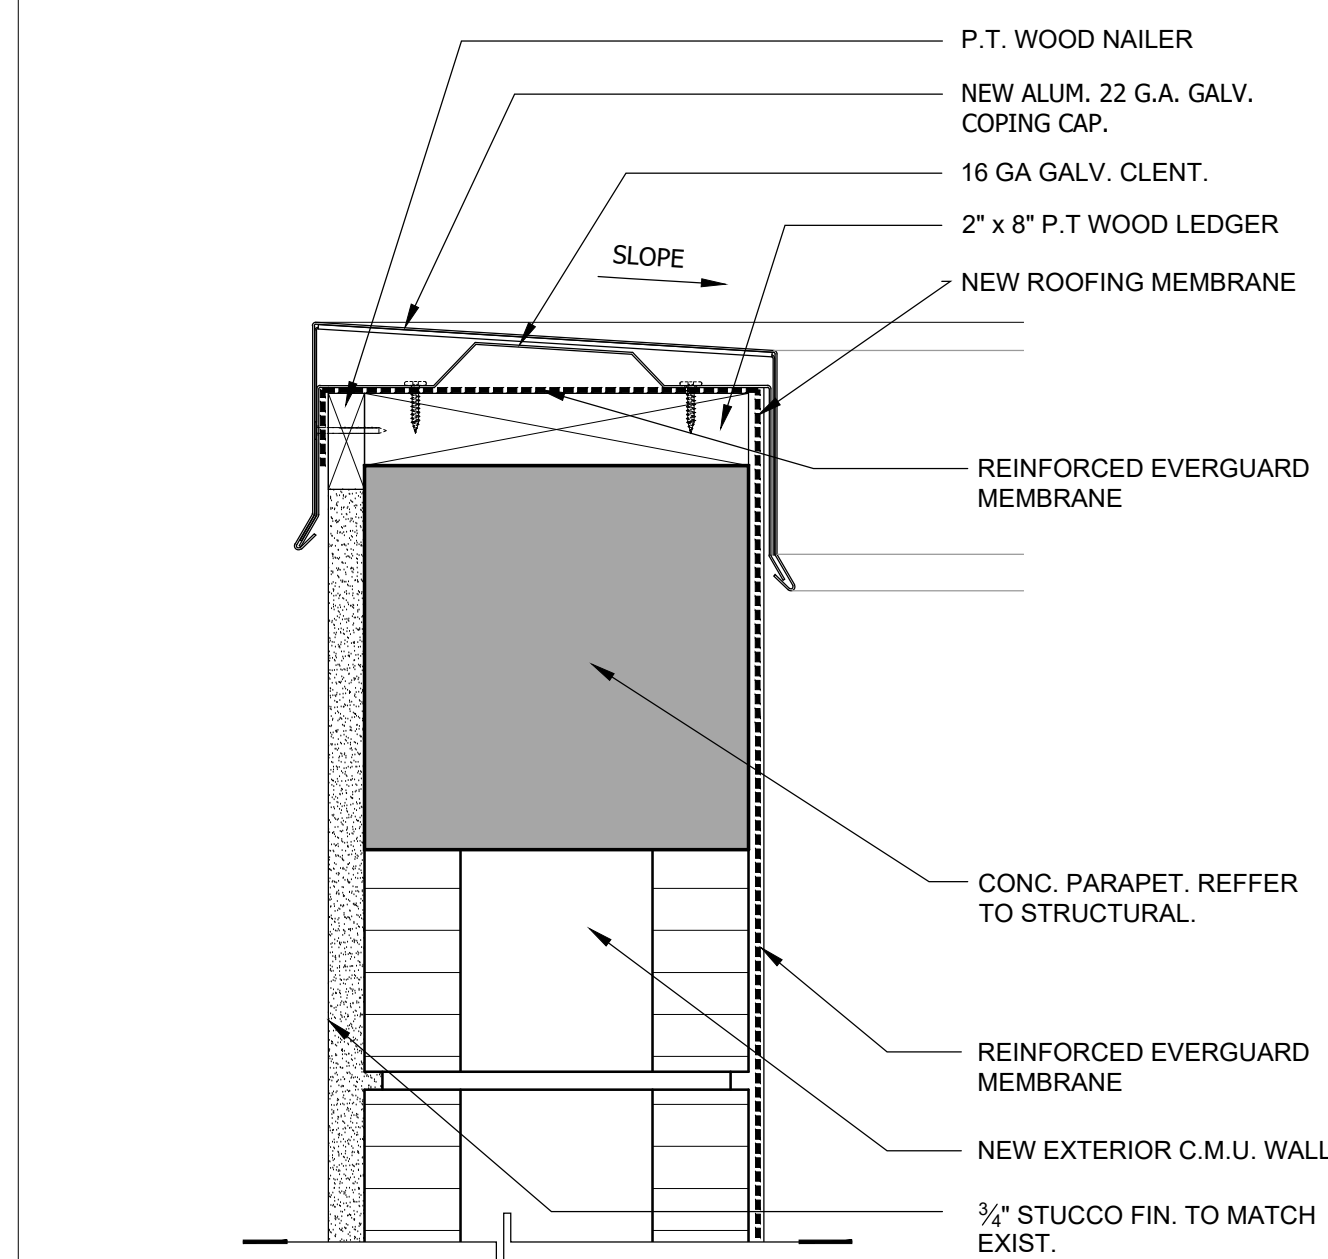 P.T. WOOD NAILER
NEW ALUM. 22 G.A. GALV.
COPING CAP.
16 GA GALV. CLENT.
2" x 8" P.T WOOD LEDGER
SLOPE
NEW ROOFING MEMBRANE
REINFORCED EVERGUARD
MEMBRANE
CONC. PARAPET. REFFER
TO STRUCTURAL.
REINFORCED EVERGUARD
MEMBRANE
NEW EXTERIOR C.M.U. WALL
¾" STUCCO FIN. TO MATCH
EXIST.